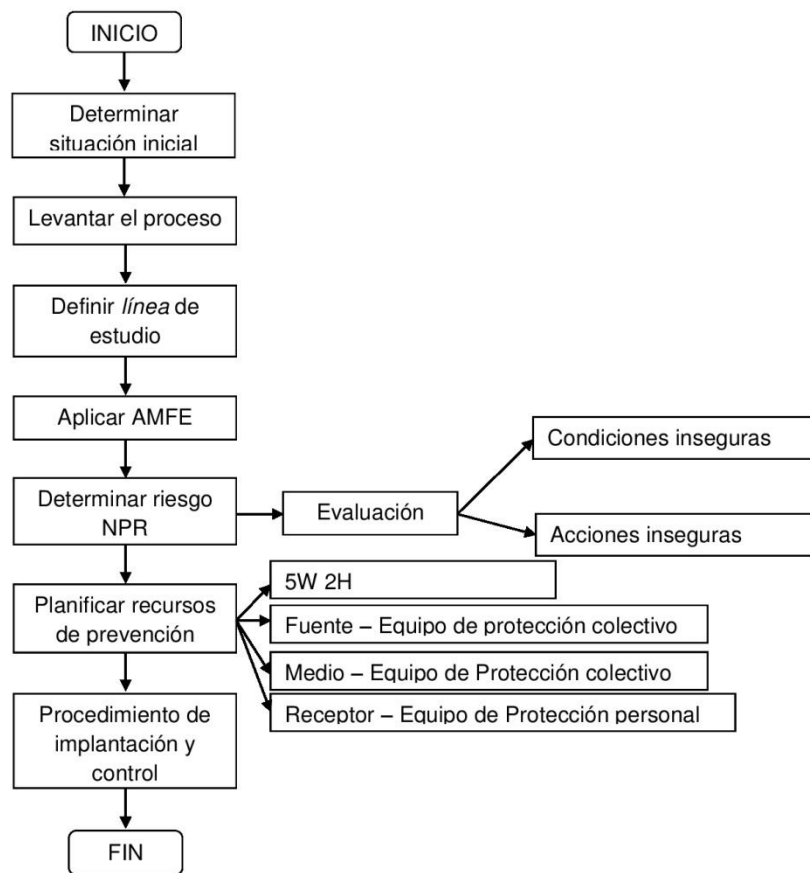 INICIO
Determinar
situación inicial
Levantar el proceso
Definir línea de
estudio
Aplicar AMFE
Condiciones inseguras
Determinar riesgo
NPR
Evaluación
Acciones inseguras
Planificar recursos
de prevención
5W 2H
Fuente – Equipo de protección colectivo
Medio – Equipo de Protección colectivo
Receptor – Equipo de Protección personal
Procedimiento de
implantación y
control
FIN